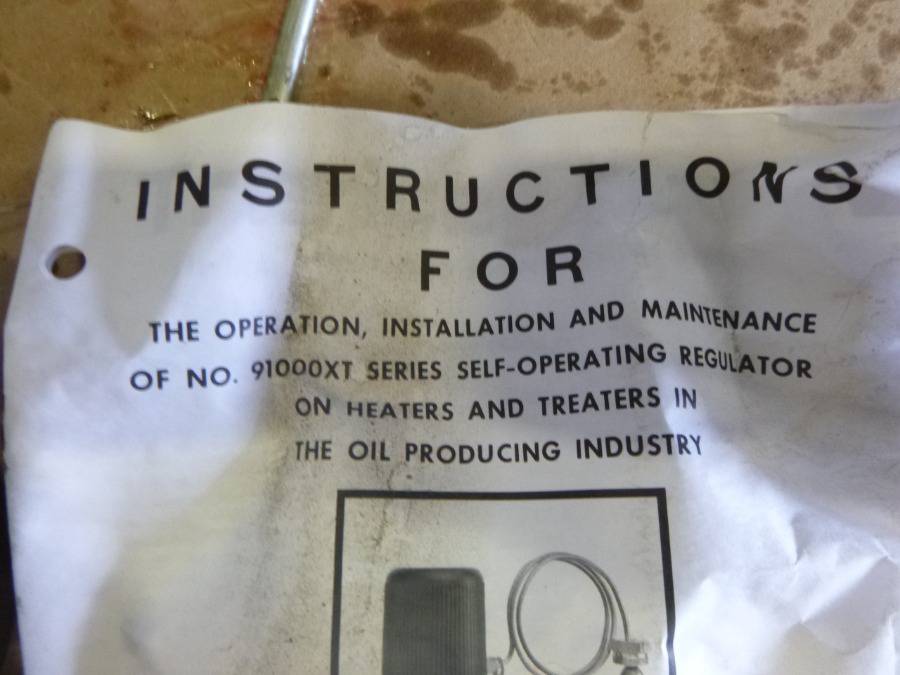 INSTRUCTIONS
FOR
THE OPERATION, INSTALLATION AND MAINTENANCE
OF NO. 91000XT SERIES SELF-OPERATING REGULATOR
ON HEATERS AND TREATERS IN
THE OIL PRODUCING INDUSTRY